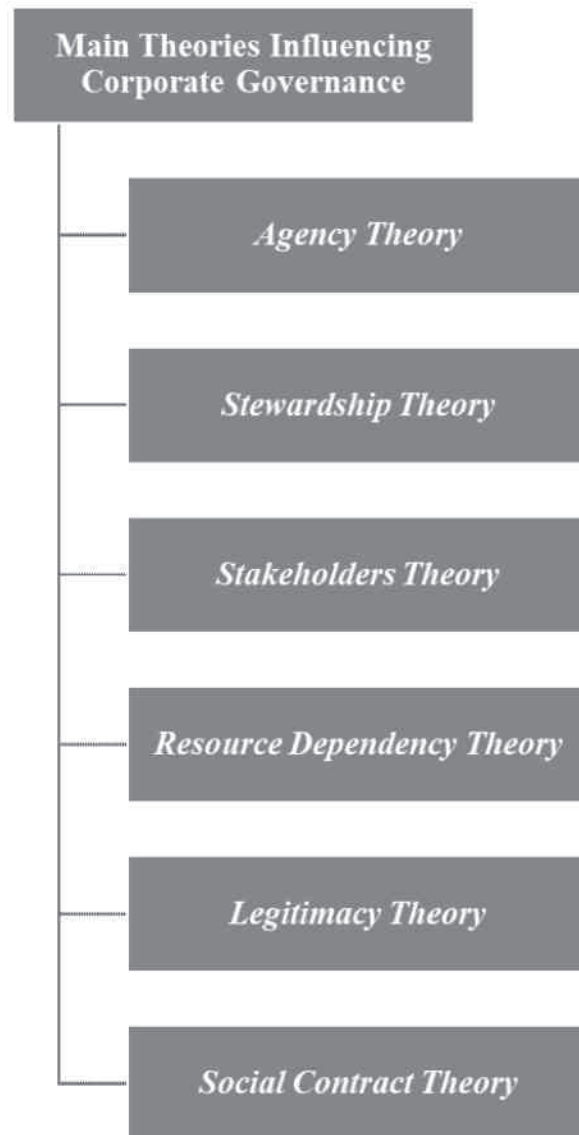 Main Theories Influencing
Corporate Governance
Agency Theory
Stewardship Theory
Stakeholders Theory
Resource Dependency Theory
Legitimacy Theory
Social Contract Theory